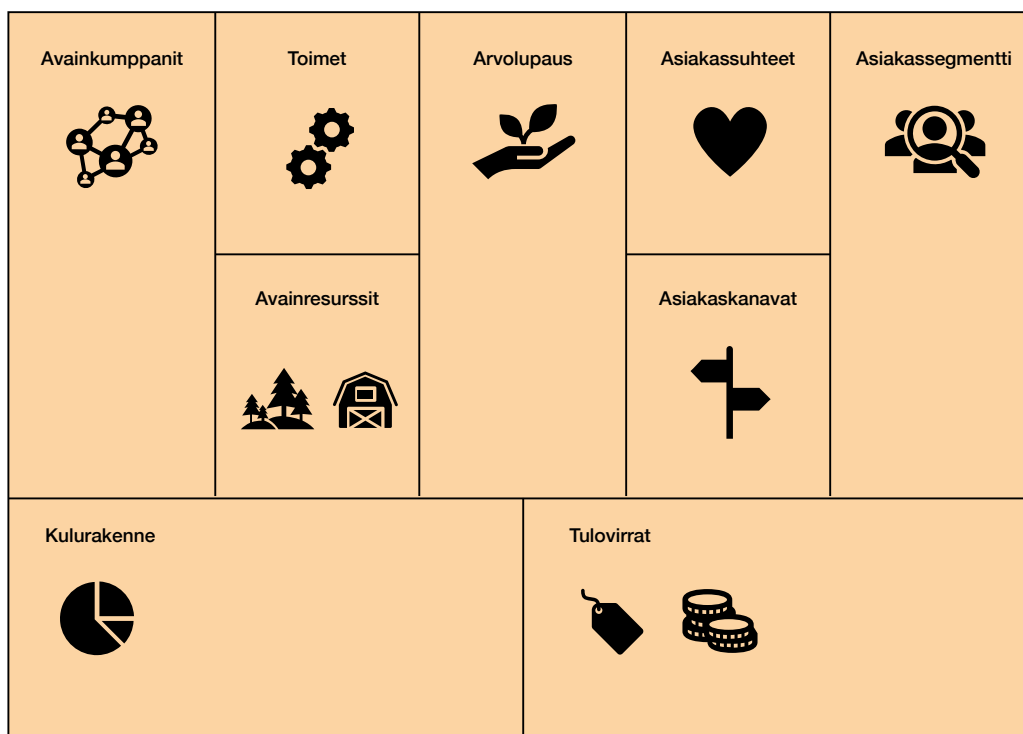 Avainkumppanit
Toimet
Arvolupaus
Asiakassuhteet
Asiakassegmentti
Avainresurssit
Asiakaskanavat
Kulurakenne
Tulovirrat